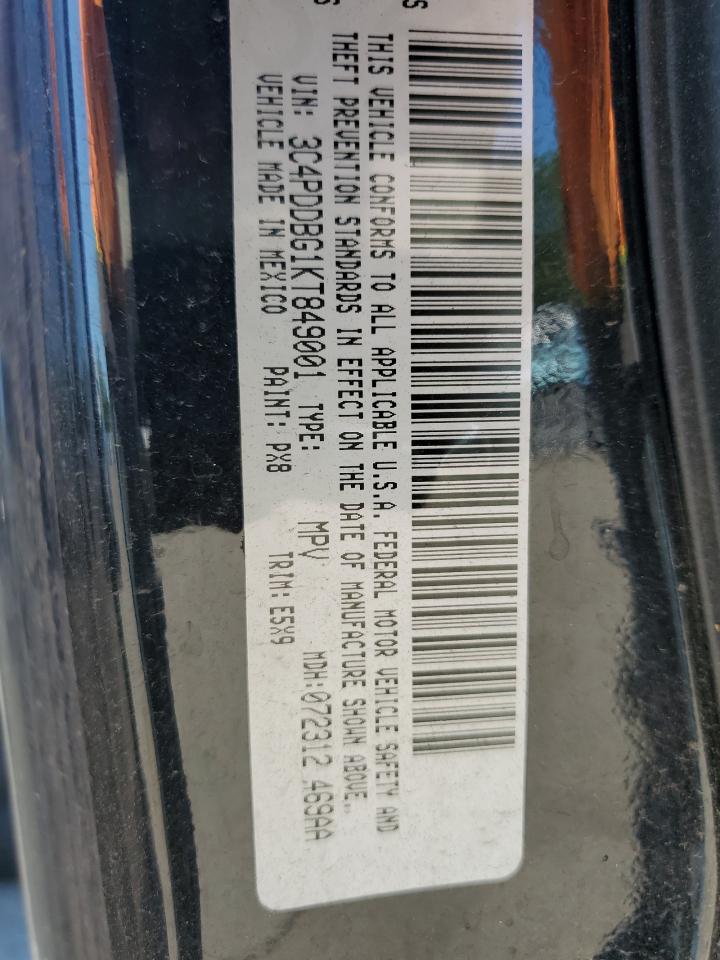 THIS VEHICLE CONFORMS TO ALL APPLICABLE U.S.A. FEDERAL MOTOR VEHICLE SAFETY AND
THEFT PREVENTION STANDARDS IN EFFECT ON THE DATE OF MANUFACTURE SHOWN ABOVE.
VIN: 3C4PDDBG1KT849001 TYPE: MPV MDH:072312 469AA
VEHICLE MADE IN MEXICO PAINT: PX8 TRIM: E5X9